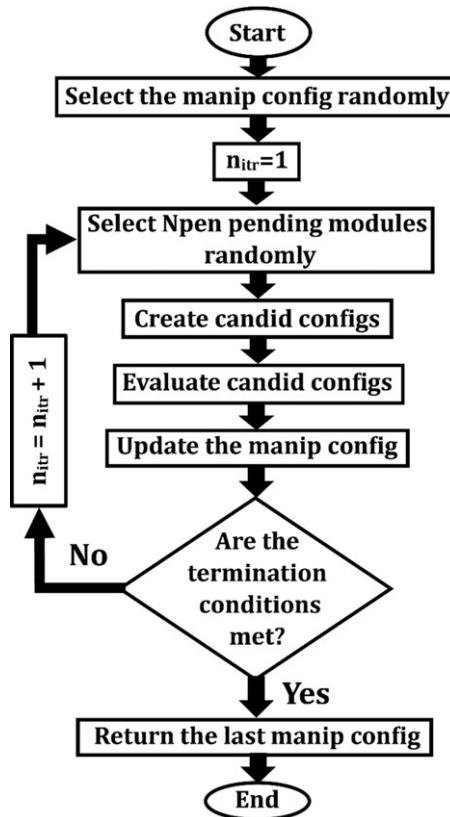 Start
Select the manip config randomly
nitr=1
Select Npen pending modules
randomly
Create candid configs
Evaluate candid configs
Update the manip config
nitr = nitr + 1
No
Are the
termination
conditions
met?
Yes
Return the last manip config
End